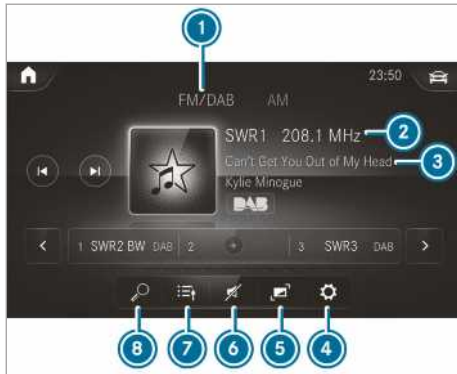 1
23:50
FM/DAB AM
SWR1 208.1 MHz
2
Can't Get You Out of My Head
3
Kylie Minogue
DAB
1 SWR2 BW DAB 2 3 SWR3 DAB
8 7 6 5 4